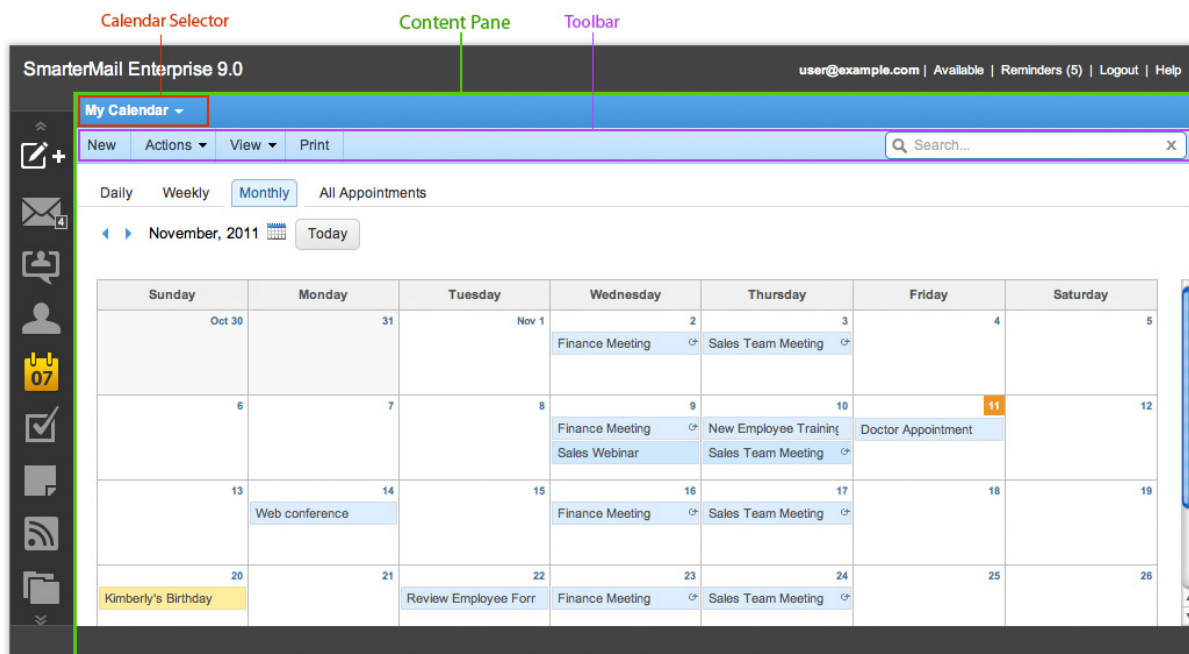 Calendar Selector Content Pane Toolbar
SmarterMail Enterprise 9.0 user@example.com | Available | Reminders (5) | Logout | Help
My Calendar
New Actions View Print Search... X
4
Daily Weekly Monthly All Appointments
November, 2011 Today
Sunday Monday Tuesday Wednesday Thursday Friday Saturday
Oct 30 31 Nov 1 2 3 4 5
Finance Meeting Sales Team Meeting
07
6 7 8 9 10 11 12
Finance Meeting New Employee Training Doctor Appointment
Sales Webinar Sales Team Meeting
13 14 15 16 17 18 19
Web conference Finance Meeting Sales Team Meeting
20 21 22 23 24 25 26
Kimberly's Birthday Review Employee Forr Finance Meeting Sales Team Meeting